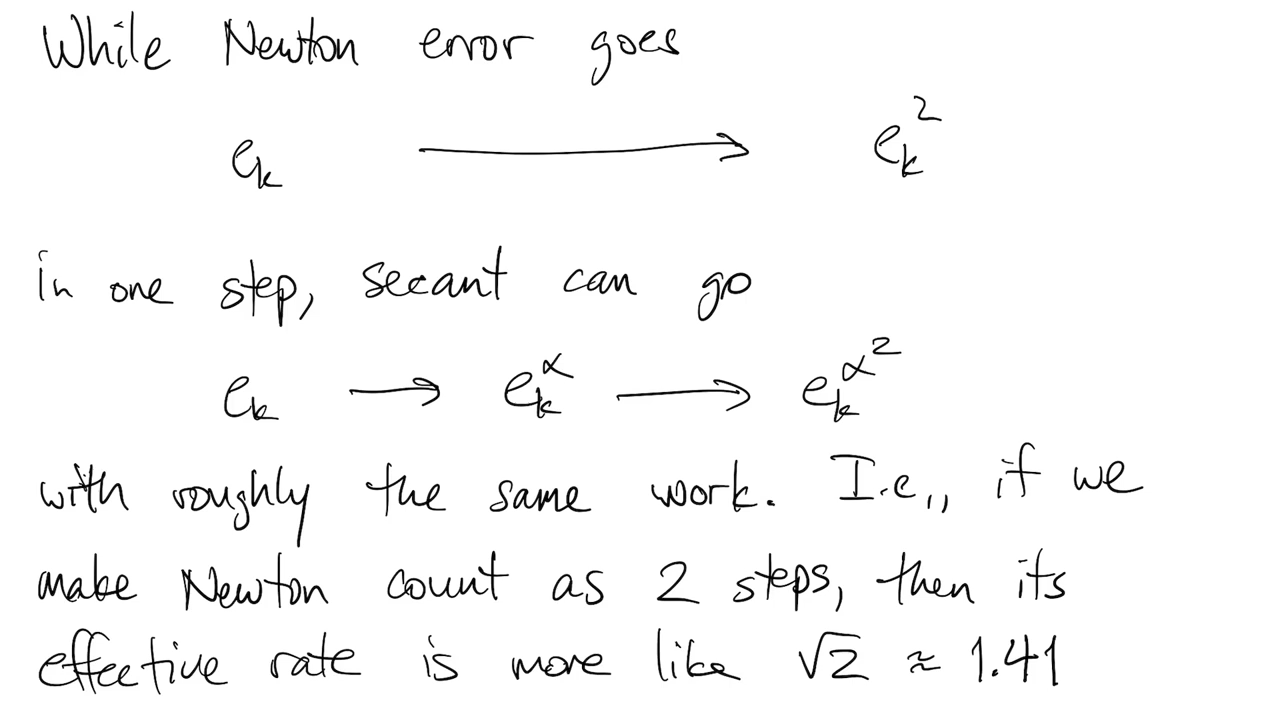 While Newton error goes
e_k ⟶ e_k^2
in one step, secant can go
e_k ⟶ e_k^α ⟶ e_k^{α^2}
with roughly the same work. I.e., if we
make Newton count as 2 steps, then its
effective rate is more like √2 ≈ 1.41